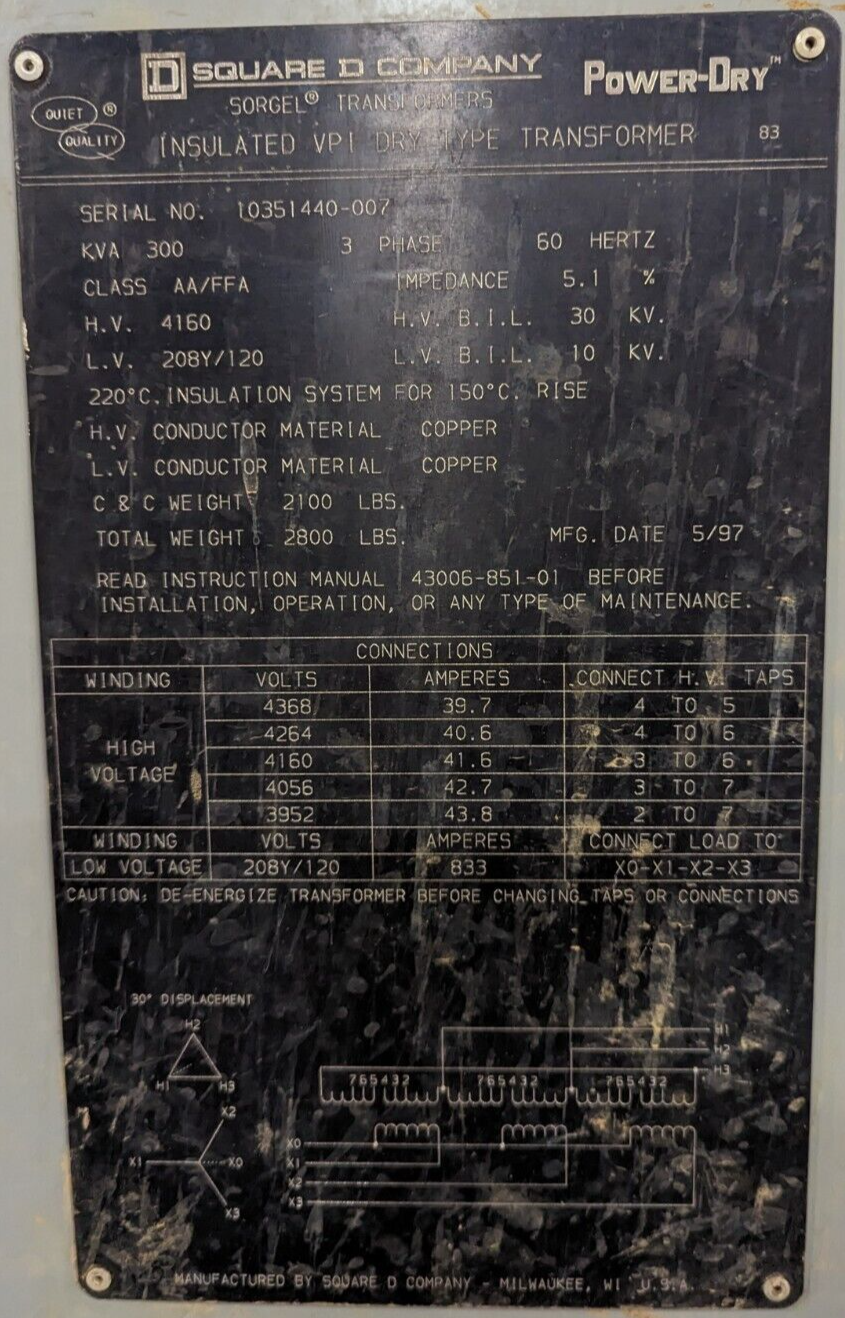 D SQUARE D COMPANY
POWER-DRY™
SORGEL® TRANSFORMERS
QUIET ®
QUALITY
INSULATED VPI DRY TYPE TRANSFORMER 83
SERIAL NO. 10351440-007
KVA 300 3 PHASE 60 HERTZ
CLASS AA/FFA IMPEDANCE 5.1 %
H.V. 4160 H.V. B.I.L. 30 KV.
L.V. 208Y/120 L.V. B.I.L. 10 KV.
220°C. INSULATION SYSTEM FOR 150°C. RISE
H.V. CONDUCTOR MATERIAL COPPER
L.V. CONDUCTOR MATERIAL COPPER
C & C WEIGHT 2100 LBS.
TOTAL WEIGHT 2800 LBS. MFG. DATE 5/97
READ INSTRUCTION MANUAL 43006-851-01 BEFORE
INSTALLATION, OPERATION, OR ANY TYPE OF MAINTENANCE.
CONNECTIONS
WINDING VOLTS AMPERES CONNECT H.V. TAPS
HIGH VOLTAGE
4368 39.7 4 TO 5
4264 40.6 4 TO 6
4160 41.6 3 TO 6
4056 42.7 3 TO 7
3952 43.8 2 TO 7
WINDING VOLTS AMPERES CONNECT LOAD TO
LOW VOLTAGE 208Y/120 833 X0-X1-X2-X3
CAUTION: DE-ENERGIZE TRANSFORMER BEFORE CHANGING TAPS OR CONNECTIONS
30° DISPLACEMENT
H2
H1 H3
X2
X1 X0
X3
H1
H2
H3
765432 765432 765432
X0
X1
X2
X3
MANUFACTURED BY SQUARE D COMPANY - MILWAUKEE, WI U.S.A.